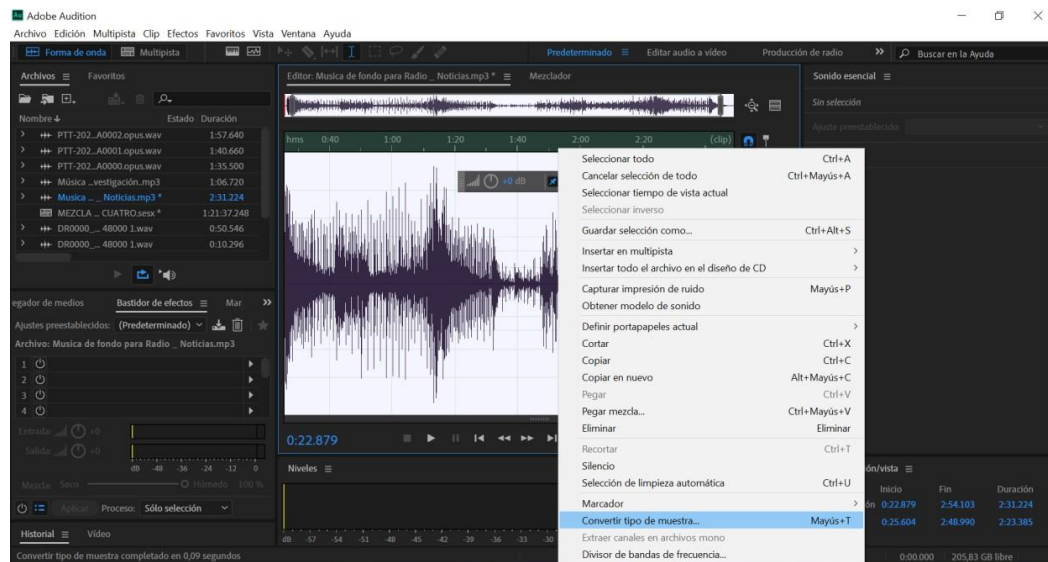 Au Adobe Audition
Archivo Edición Multipista Clip Efectos Favoritos Vista Ventana Ayuda
Forma de onda Multipista Predeterminado Editar audio a vídeo Producción de radio Buscar en la Ayuda
Archivos Favoritos
Nombre Estado Duración
PTT-202...A0002.opus.wav 1:57.640
PTT-202...A0001.opus.wav 1:40.660
PTT-202...A0000.opus.wav 1:35.500
Música ...vestigación..mp3 1:06.720
Musica ... _ Noticias.mp3 * 2:31.224
MEZCLA ... CUATRO.sesx * 1:21:37.248
DR0000_... 48000 1.wav 0:50.546
DR0000_... 48000 1.wav 0:10.296
egador de medios Bastidor de efectos Mar
Ajustes preestablecidos: (Predeterminado)
Archivo: Musica de fondo para Radio _ Noticias.mp3
1
2
3
4
Entrada: +0
Salida: +0
dB -48 -36 -24 -12 0
Mezcla: Seco Húmedo 100 %
Aplicar Proceso: Sólo selección
Historial Vídeo
Convertir tipo de muestra completado en 0,09 segundos
Editor: Musica de fondo para Radio _ Noticias.mp3 * Mezclador
hms 0:40 1:00 1:20 1:40 2:00 2:20 (clip)
+0 dB
0:22.879
Niveles
dB -57 -54 -51 -48 -45 -42 -39 -36 -33 -30
Seleccionar todo Ctrl+A
Cancelar selección de todo Ctrl+Mayús+A
Seleccionar tiempo de vista actual
Seleccionar inverso
Guardar selección como... Ctrl+Alt+S
Insertar en multipista
Insertar todo el archivo en el diseño de CD
Capturar impresión de ruido Mayús+P
Obtener modelo de sonido
Definir portapapeles actual
Cortar Ctrl+X
Copiar Ctrl+C
Copiar en nuevo Alt+Mayús+C
Pegar Ctrl+V
Pegar mezcla... Ctrl+Mayús+V
Eliminar Eliminar
Recortar Ctrl+T
Silencio
Selección de limpieza automática Ctrl+U
Marcador
Convertir tipo de muestra... Mayús+T
Extraer canales en archivos mono
Divisor de bandas de frecuencia...
Sonido esencial
Sin selección
Ajuste preestablecido:
ón/vista
Inicio Fin Duración
ón 0:22.879 2:54.103 2:31.224
0:25.604 2:48.990 2:23.385
0:00.000 205,83 GB libre